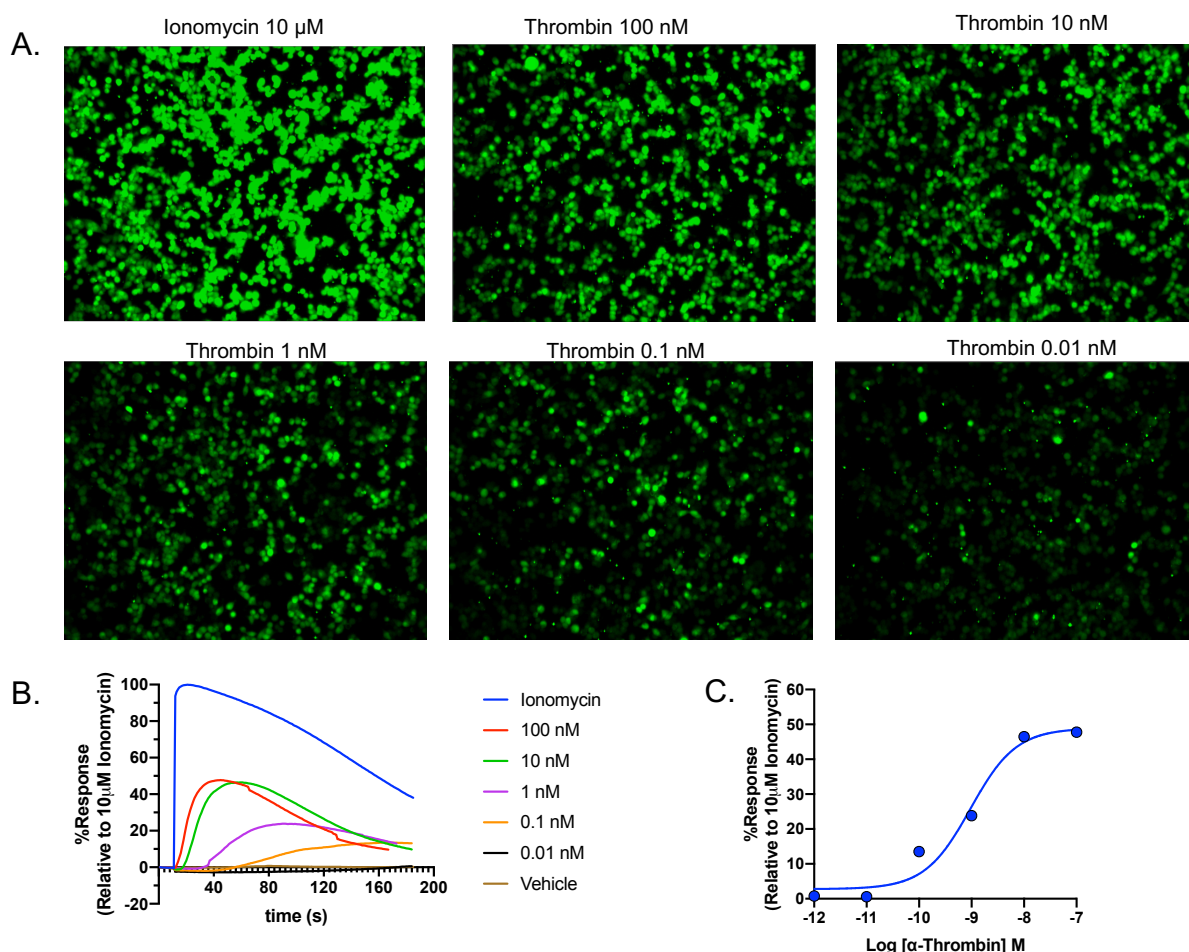 A.
Ionomycin 10 µM
Thrombin 100 nM
Thrombin 10 nM
Thrombin 1 nM
Thrombin 0.1 nM
Thrombin 0.01 nM
B.
%Response
(Relative to 10µM Ionomycin)
100
80
60
40
20
0
-20
40
80
120
160
200
time (s)
Ionomycin
100 nM
10 nM
1 nM
0.1 nM
0.01 nM
Vehicle
C.
%Response
(Relative to 10µM Ionomycin)
60
50
40
30
20
10
0
-12
-11
-10
-9
-8
-7
Log [α-Thrombin] M